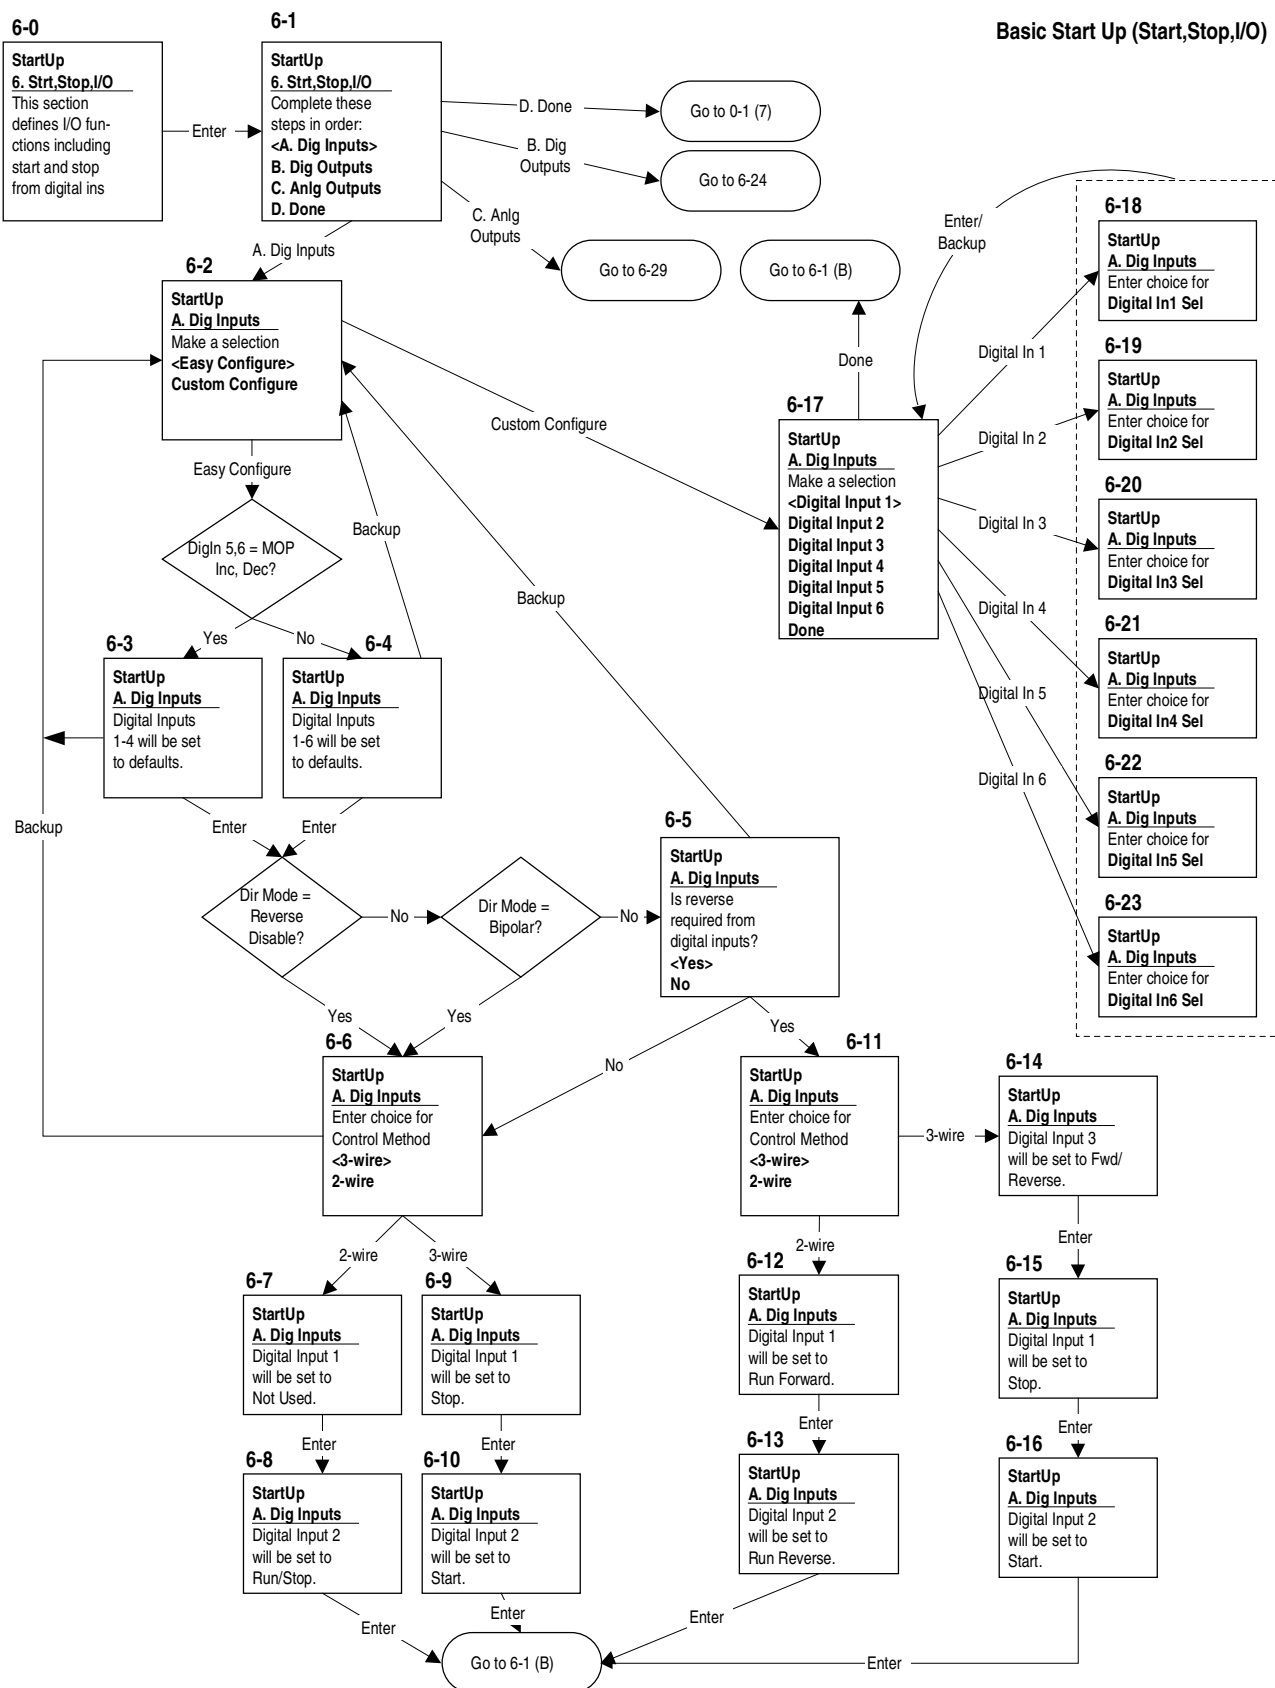 Basic Start Up (Start,Stop,I/O)
6-0
StartUp
6. Strt,Stop,I/O
This section
defines I/O fun-
ctions including
start and stop
from digital ins
Enter
6-1
StartUp
6. Strt,Stop,I/O
Complete these
steps in order:
<A. Dig Inputs>
B. Dig Outputs
C. Anlg Outputs
D. Done
D. Done
Go to 0-1 (7)
B. Dig
Outputs
Go to 6-24
C. Anlg
Outputs
Go to 6-29
A. Dig Inputs
6-2
StartUp
A. Dig Inputs
Make a selection
<Easy Configure>
Custom Configure
Easy Configure
Custom Configure
Backup
Backup
Backup
DigIn 5,6 = MOP
Inc, Dec?
Yes
No
6-3
StartUp
A. Dig Inputs
Digital Inputs
1-4 will be set
to defaults.
Enter
6-4
StartUp
A. Dig Inputs
Digital Inputs
1-6 will be set
to defaults.
Enter
Dir Mode =
Reverse
Disable?
No
Yes
Dir Mode =
Bipolar?
No
Yes
6-5
StartUp
A. Dig Inputs
Is reverse
required from
digital inputs?
<Yes>
No
Yes
No
6-6
StartUp
A. Dig Inputs
Enter choice for
Control Method
<3-wire>
2-wire
2-wire
3-wire
6-7
StartUp
A. Dig Inputs
Digital Input 1
will be set to
Not Used.
Enter
6-8
StartUp
A. Dig Inputs
Digital Input 2
will be set to
Run/Stop.
Enter
6-9
StartUp
A. Dig Inputs
Digital Input 1
will be set to
Stop.
Enter
6-10
StartUp
A. Dig Inputs
Digital Input 2
will be set to
Start.
Enter
6-11
StartUp
A. Dig Inputs
Enter choice for
Control Method
<3-wire>
2-wire
3-wire
2-wire
6-12
StartUp
A. Dig Inputs
Digital Input 1
will be set to
Run Forward.
Enter
6-13
StartUp
A. Dig Inputs
Digital Input 2
will be set to
Run Reverse.
Enter
6-14
StartUp
A. Dig Inputs
Digital Input 3
will be set to Fwd/
Reverse.
Enter
6-15
StartUp
A. Dig Inputs
Digital Input 1
will be set to
Stop.
Enter
6-16
StartUp
A. Dig Inputs
Digital Input 2
will be set to
Start.
Enter
Go to 6-1 (B)
Go to 6-1 (B)
Done
6-17
StartUp
A. Dig Inputs
Make a selection
<Digital Input 1>
Digital Input 2
Digital Input 3
Digital Input 4
Digital Input 5
Digital Input 6
Done
Enter/
Backup
Digital In 1
Digital In 2
Digital In 3
Digital In 4
Digital In 5
Digital In 6
6-18
StartUp
A. Dig Inputs
Enter choice for
Digital In1 Sel
6-19
StartUp
A. Dig Inputs
Enter choice for
Digital In2 Sel
6-20
StartUp
A. Dig Inputs
Enter choice for
Digital In3 Sel
6-21
StartUp
A. Dig Inputs
Enter choice for
Digital In4 Sel
6-22
StartUp
A. Dig Inputs
Enter choice for
Digital In5 Sel
6-23
StartUp
A. Dig Inputs
Enter choice for
Digital In6 Sel